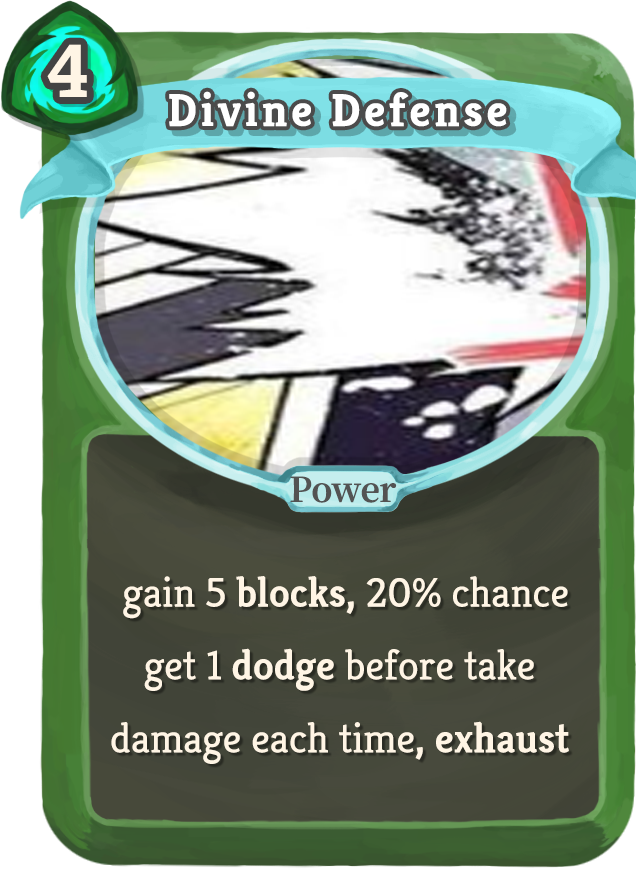 4
Divine Defense
Power
gain 5 blocks, 20% chance
get 1 dodge before take
damage each time, exhaust